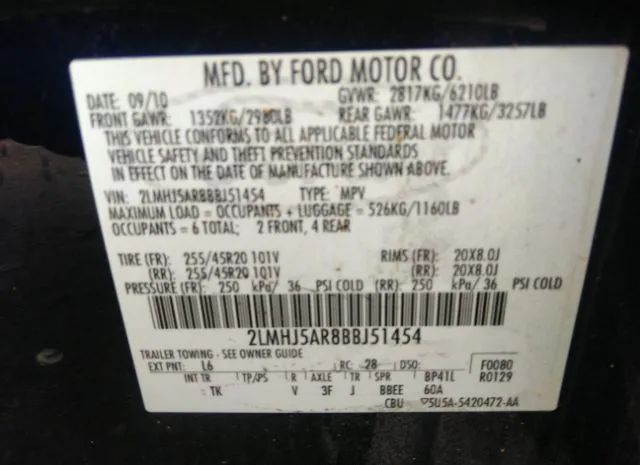 MFD. BY FORD MOTOR CO.
DATE: 09/10 GVWR: 2817KG/6210LB
FRONT GAWR: 1352KG/2980LB REAR GAWR: 1477KG/3257LB
THIS VEHICLE CONFORMS TO ALL APPLICABLE FEDERAL MOTOR
VEHICLE SAFETY AND THEFT PREVENTION STANDARDS
IN EFFECT ON THE DATE OF MANUFACTURE SHOWN ABOVE.
VIN: 2LMHJ5AR8BBJ51454 TYPE: MPV
MAXIMUM LOAD = OCCUPANTS + LUGGAGE = 526KG/1160LB
OCCUPANTS = 6 TOTAL; 2 FRONT, 4 REAR
TIRE (FR): 255/45R20 101V RIMS (FR): 20X8.0J
(RR): 255/45R20 101V (RR): 20X8.0J
PRESSURE (FR): 250 kPa/ 36 PSI COLD (RR): 250 kPa/ 36 PSI COLD
2LMHJ5AR8BBJ51454
TRAILER TOWING - SEE OWNER GUIDE
EXT PNT: L6 RC: 28 DSO: F0080
INT TR TP/PS R AXLE TR SPR BP41L R0129
TK V 3F J BBEE 60A
CBU ▽5U5A-5420472-AA